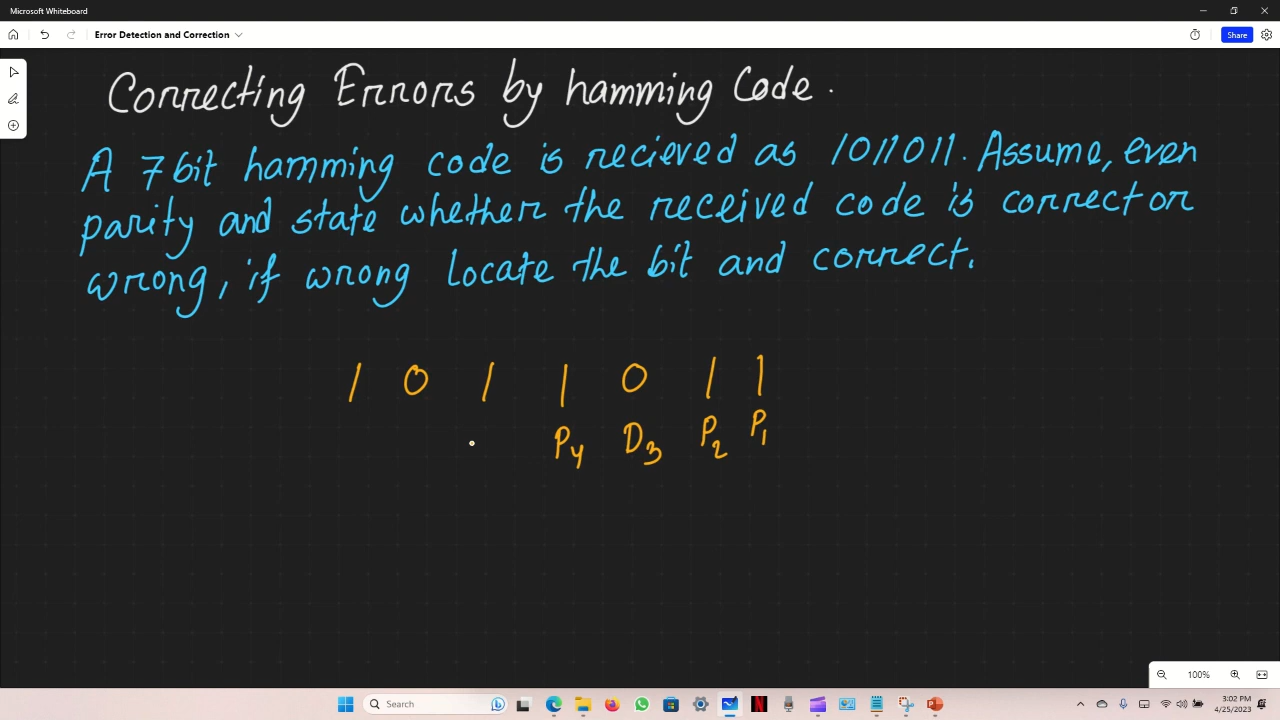 Microsoft Whiteboard
Error Detection and Correction
Share
Correcting Errors by hamming Code.
A 7 bit hamming code is recieved as 1011011. Assume, even
parity and state whether the received code is correct or
wrong, if wrong locate the bit and correct.
1 0 1 1 0 1 1
P4 D3 P2 P1
100%
Search
3:02 PM
4/25/2023